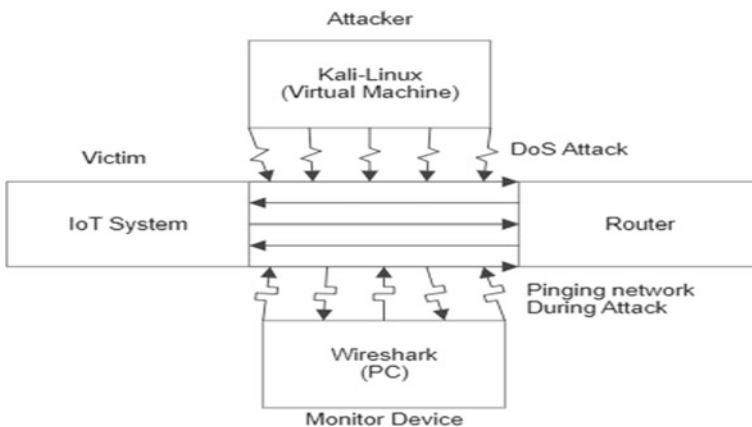 Attacker
Kali-Linux
(Virtual Machine)
DoS Attack
Victim
IoT System
Router
Pinging network
During Attack
Wireshark
(PC)
Monitor Device